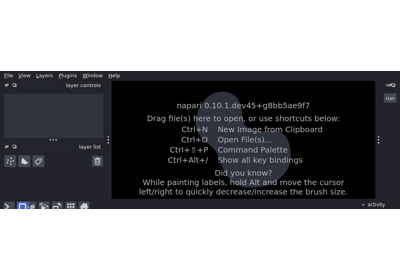 File View Layers Plugins Window Help
layer controls
run
napari 0.10.1.dev45+g8bb5ae9f7
Drag file(s) here to open, or use shortcuts below:
Ctrl+N New Image from Clipboard
Ctrl+O Open File(s)...
Ctrl+⇧+P Command Palette
Ctrl+Alt+/ Show all key bindings
layer list
Did you know?
While painting labels, hold Alt and move the cursor
left/right to quickly decrease/increase the brush size.
activity